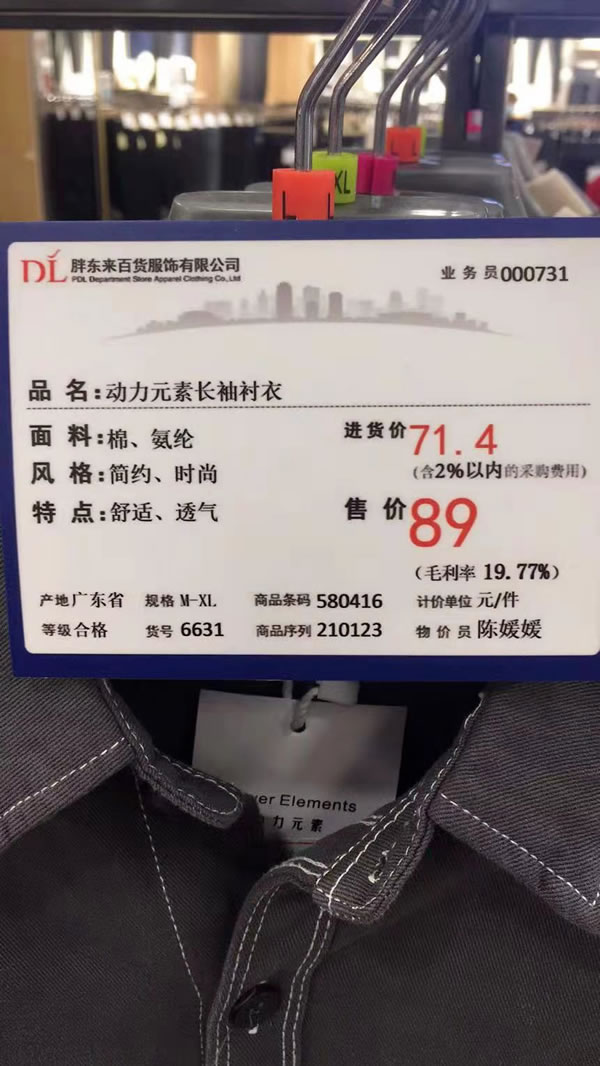 L
XL
L
DL 胖东来百货服饰有限公司
PDL Department Store Apparel Clothing Co.,Ltd
业务员000731
品 名:动力元素长袖衬衣
面 料:棉、氨纶
进货价71.4
风 格:简约、时尚
(含2%以内的采购费用)
特 点:舒适、透气
售 价89
(毛利率 19.77%)
产地广东省 规格 M-XL 商品条码 580416 计价单位 元/件
等级合格 货号 6631 商品序列 210123 物价员 陈媛媛
wer Elements
力元素